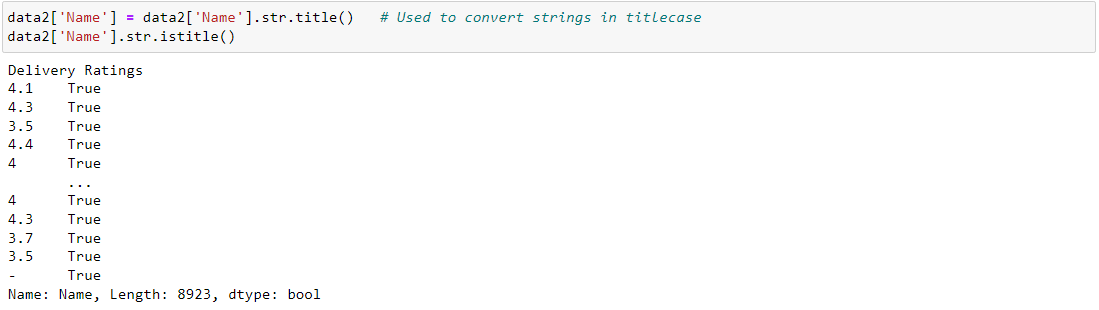 data2['Name'] = data2['Name'].str.title()   # Used to convert strings in titlecase
data2['Name'].str.istitle()
Delivery Ratings
4.1    True
4.3    True
3.5    True
4.4    True
4      True
       ...
4      True
4.3    True
3.7    True
3.5    True
-      True
Name: Name, Length: 8923, dtype: bool